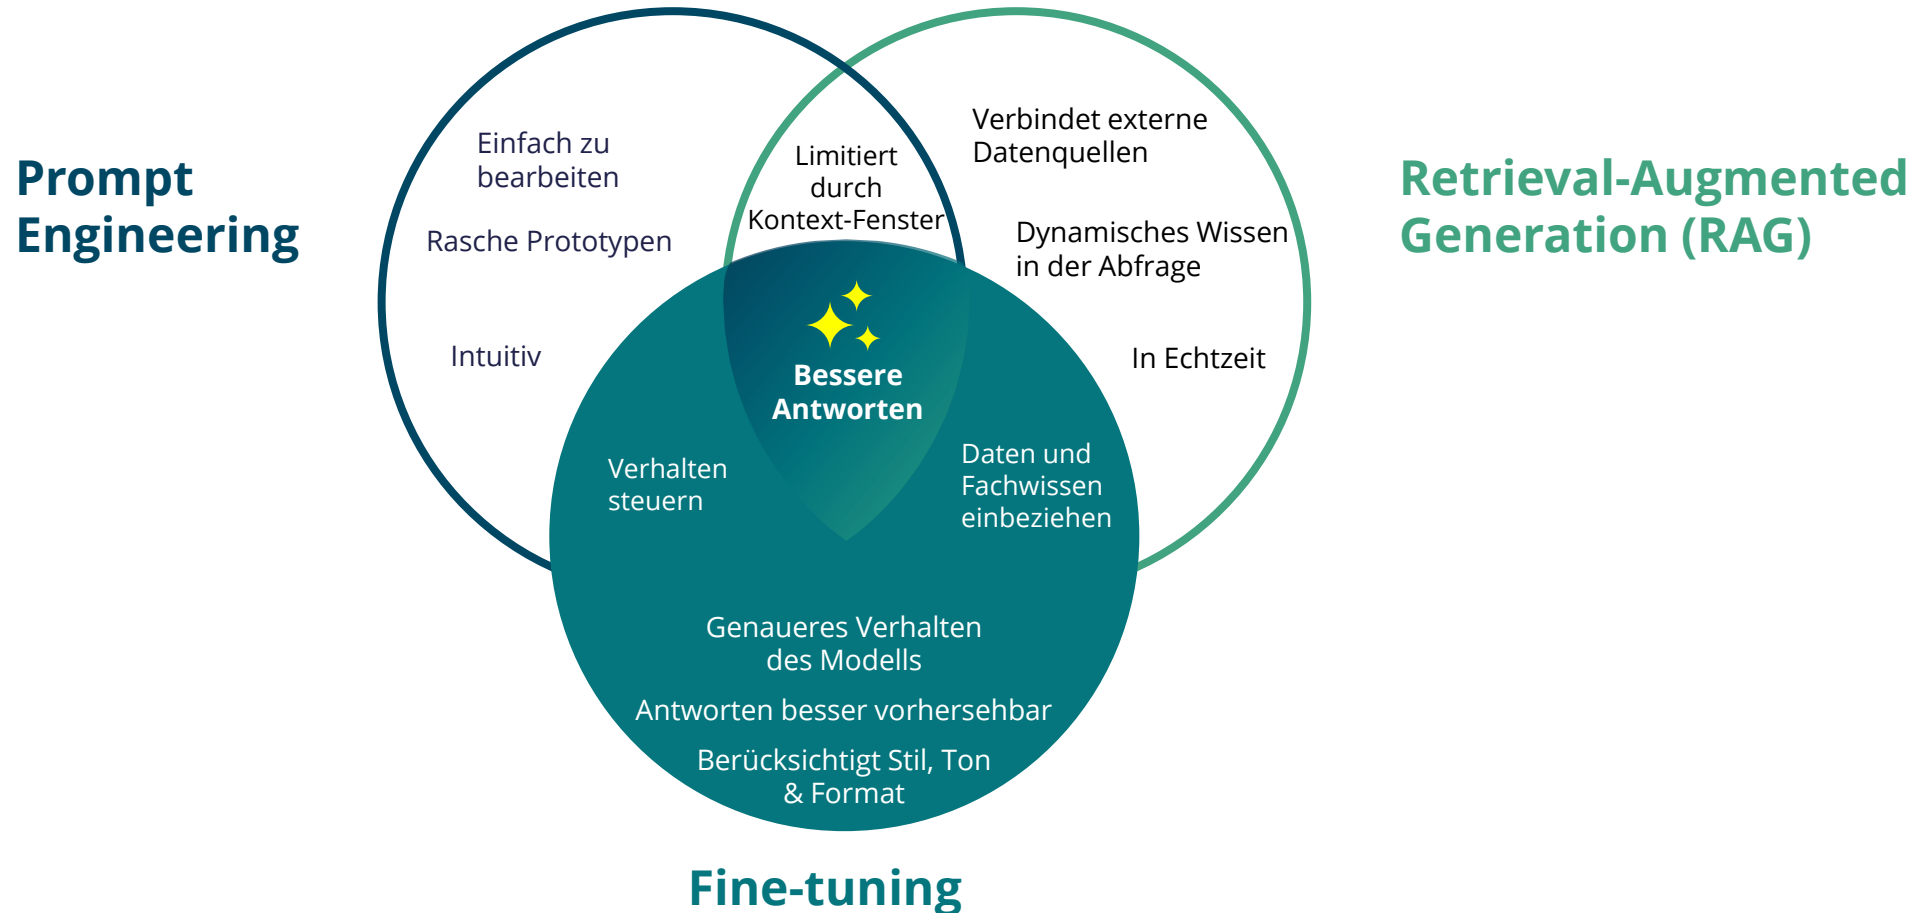 Prompt
Engineering
Einfach zu
bearbeiten
Rasche Prototypen
Intuitiv
Limitiert
durch
Kontext-Fenster
Verbindet externe
Datenquellen
Dynamisches Wissen
in der Abfrage
In Echtzeit
Retrieval-Augmented
Generation (RAG)
Bessere
Antworten
Verhalten
steuern
Daten und
Fachwissen
einbeziehen
Genaueres Verhalten
des Modells
Antworten besser vorhersehbar
Berücksichtigt Stil, Ton
& Format
Fine-tuning